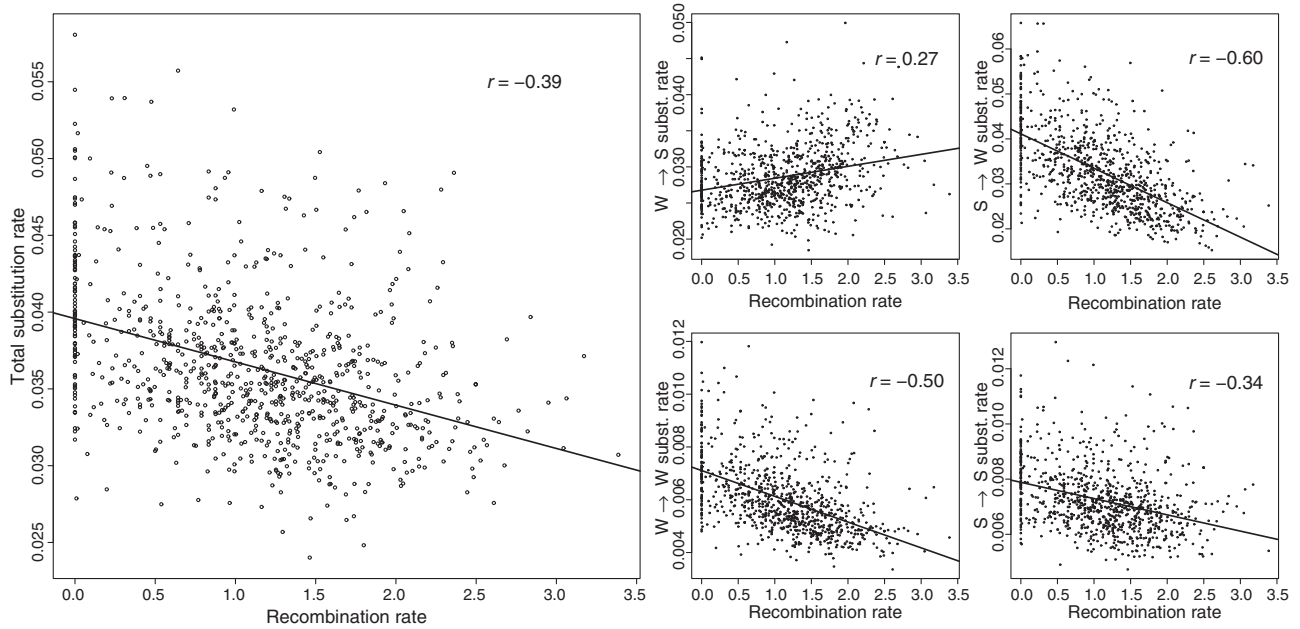 r = −0.39
0.055
0.050
0.045
0.040
0.035
0.030
0.025
Total substitution rate
0.0 0.5 1.0 1.5 2.0 2.5 3.0 3.5
Recombination rate
r = 0.27
0.050
0.040
0.030
0.020
W → S subst. rate
0.0 0.5 1.0 1.5 2.0 2.5 3.0 3.5
Recombination rate
r = −0.60
0.06
0.05
0.04
0.03
0.02
S → W subst. rate
0.0 0.5 1.0 1.5 2.0 2.5 3.0 3.5
Recombination rate
r = −0.50
0.012
0.010
0.008
0.006
0.004
W → W subst. rate
0.0 0.5 1.0 1.5 2.0 2.5 3.0 3.5
Recombination rate
r = −0.34
0.012
0.010
0.008
0.006
S → S subst. rate
0.0 0.5 1.0 1.5 2.0 2.5 3.0 3.5
Recombination rate